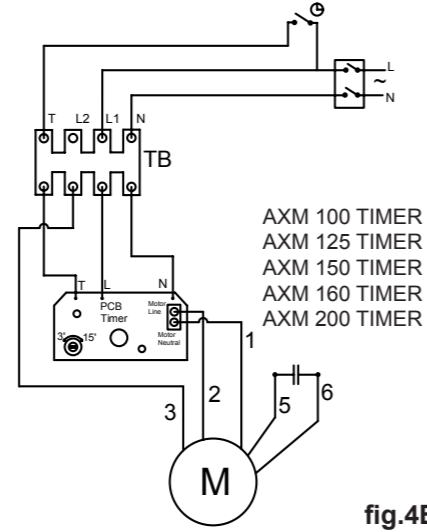 L
~
N
T L2 L1 N
TB
AXM 100 TIMER
AXM 125 TIMER
AXM 150 TIMER
AXM 160 TIMER
AXM 200 TIMER
T L N
PCB
Timer
Motor
Line
3' 15'
Motor
Neutral
1
2
3
5
6
M
fig.4